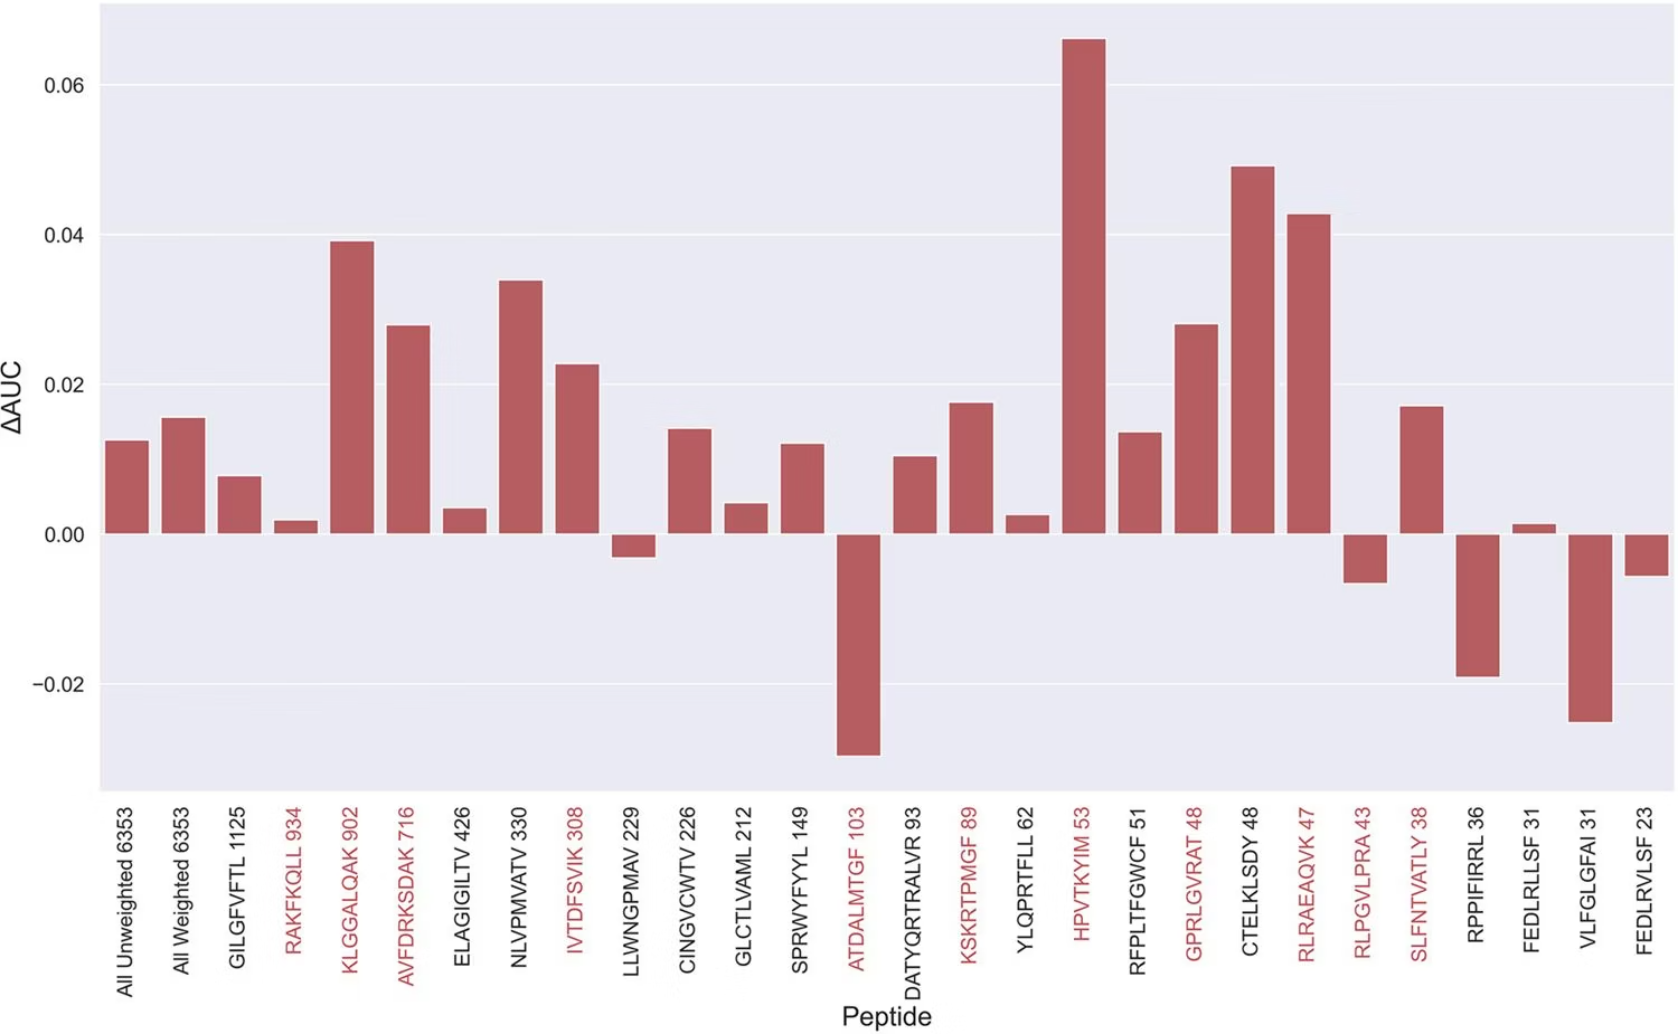 0.06
0.04
0.02
0.00
−0.02
ΔAUC
All Unweighted 6353
All Weighted 6353
GILGFVFTL 1125
RAKFKQLL 934
KLGGALQAK 902
AVFDRKSDAK 716
ELAGIGILTV 426
NLVPMVATV 330
IVTDFSVIK 308
LLWNGPMAV 229
CINGVCWTV 226
GLCTLVAML 212
SPRWYFYYL 149
ATDALMTGF 103
DATYQRTRALVR 93
KSKRTPMGF 89
YLQPRTFLL 62
HPVTKYIM 53
RFPLTFGWCF 51
GPRLGVRAT 48
CTELKLSDY 48
RLRAEAQVK 47
RLPGVLPRA 43
SLFNTVATLY 38
RPPIFIRRL 36
FEDLRLLSF 31
VLFGLGFAI 31
FEDLRVLSF 23
Peptide